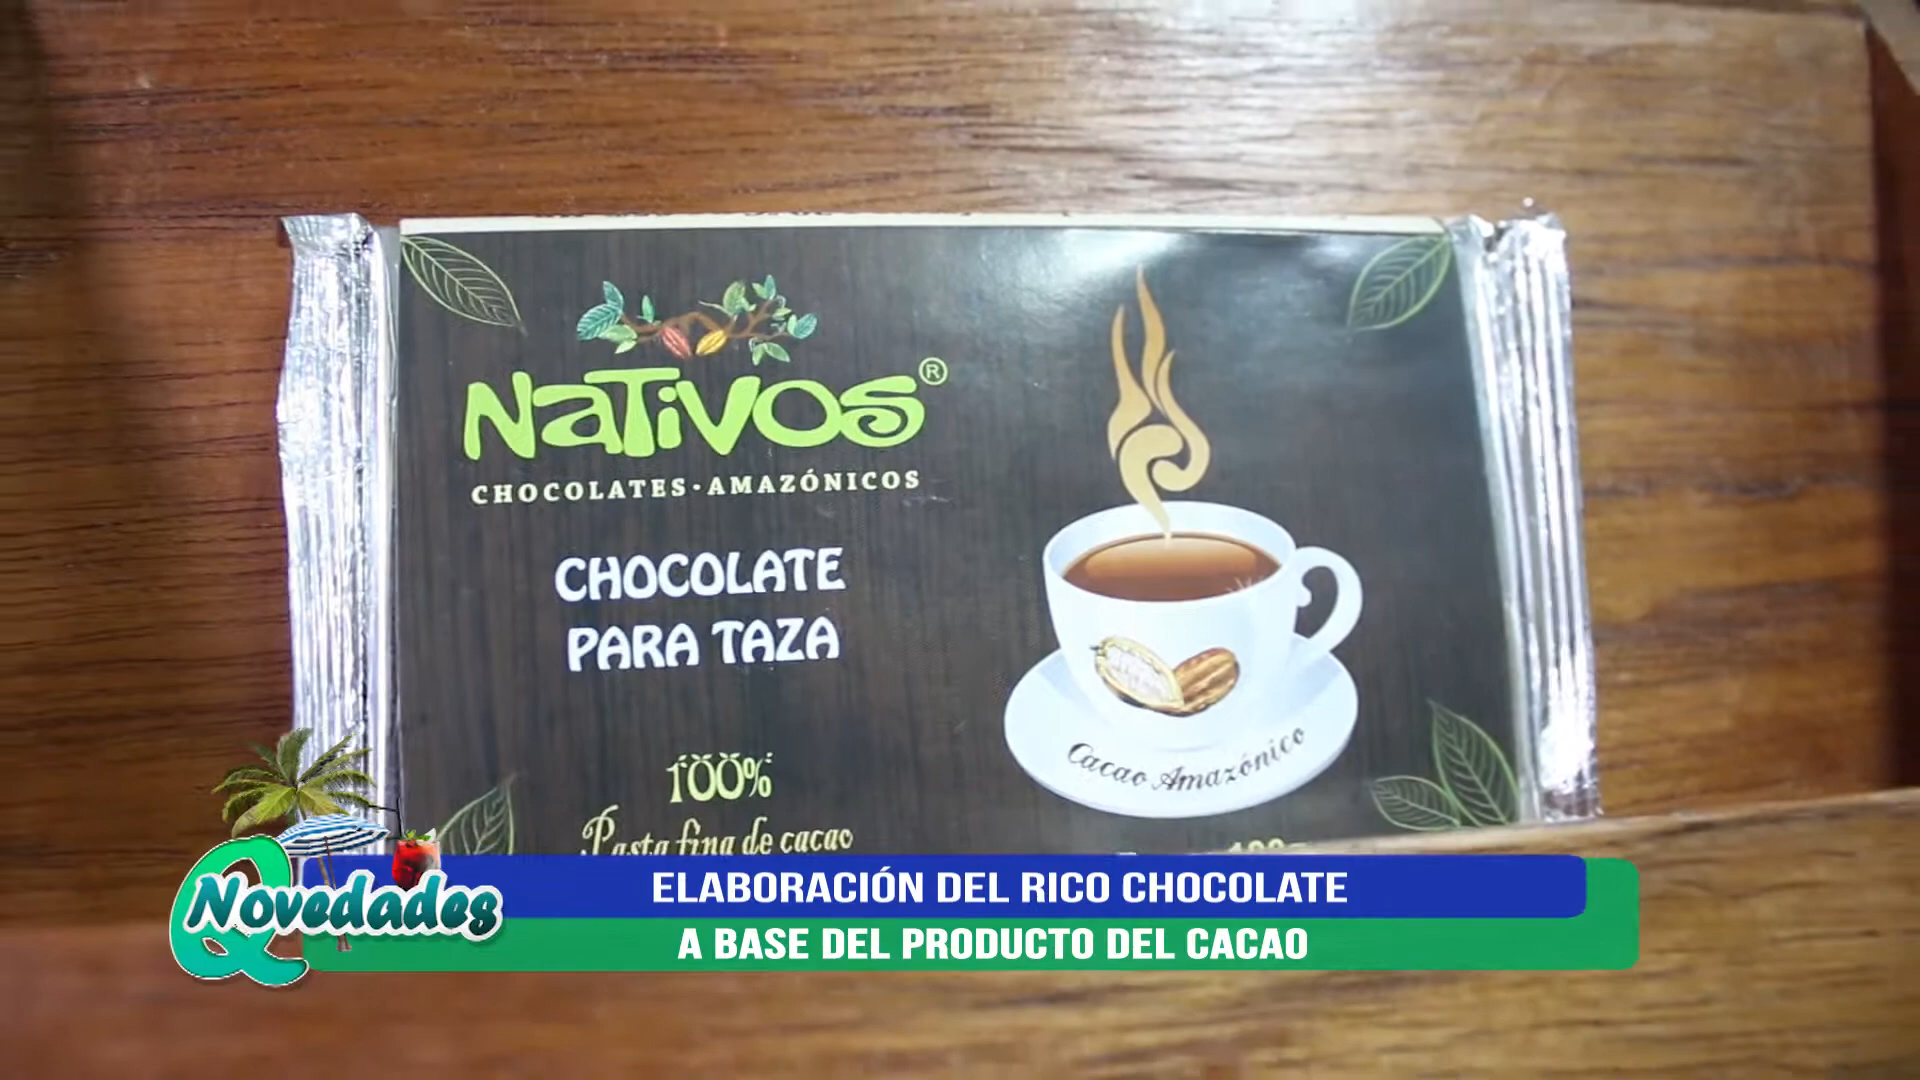 NATIVOS®
CHOCOLATES·AMAZÓNICOS
CHOCOLATE
PARA TAZA
100%
Pasta fina de cacao
Cacao Amazónico
Q Novedades
ELABORACIÓN DEL RICO CHOCOLATE
A BASE DEL PRODUCTO DEL CACAO